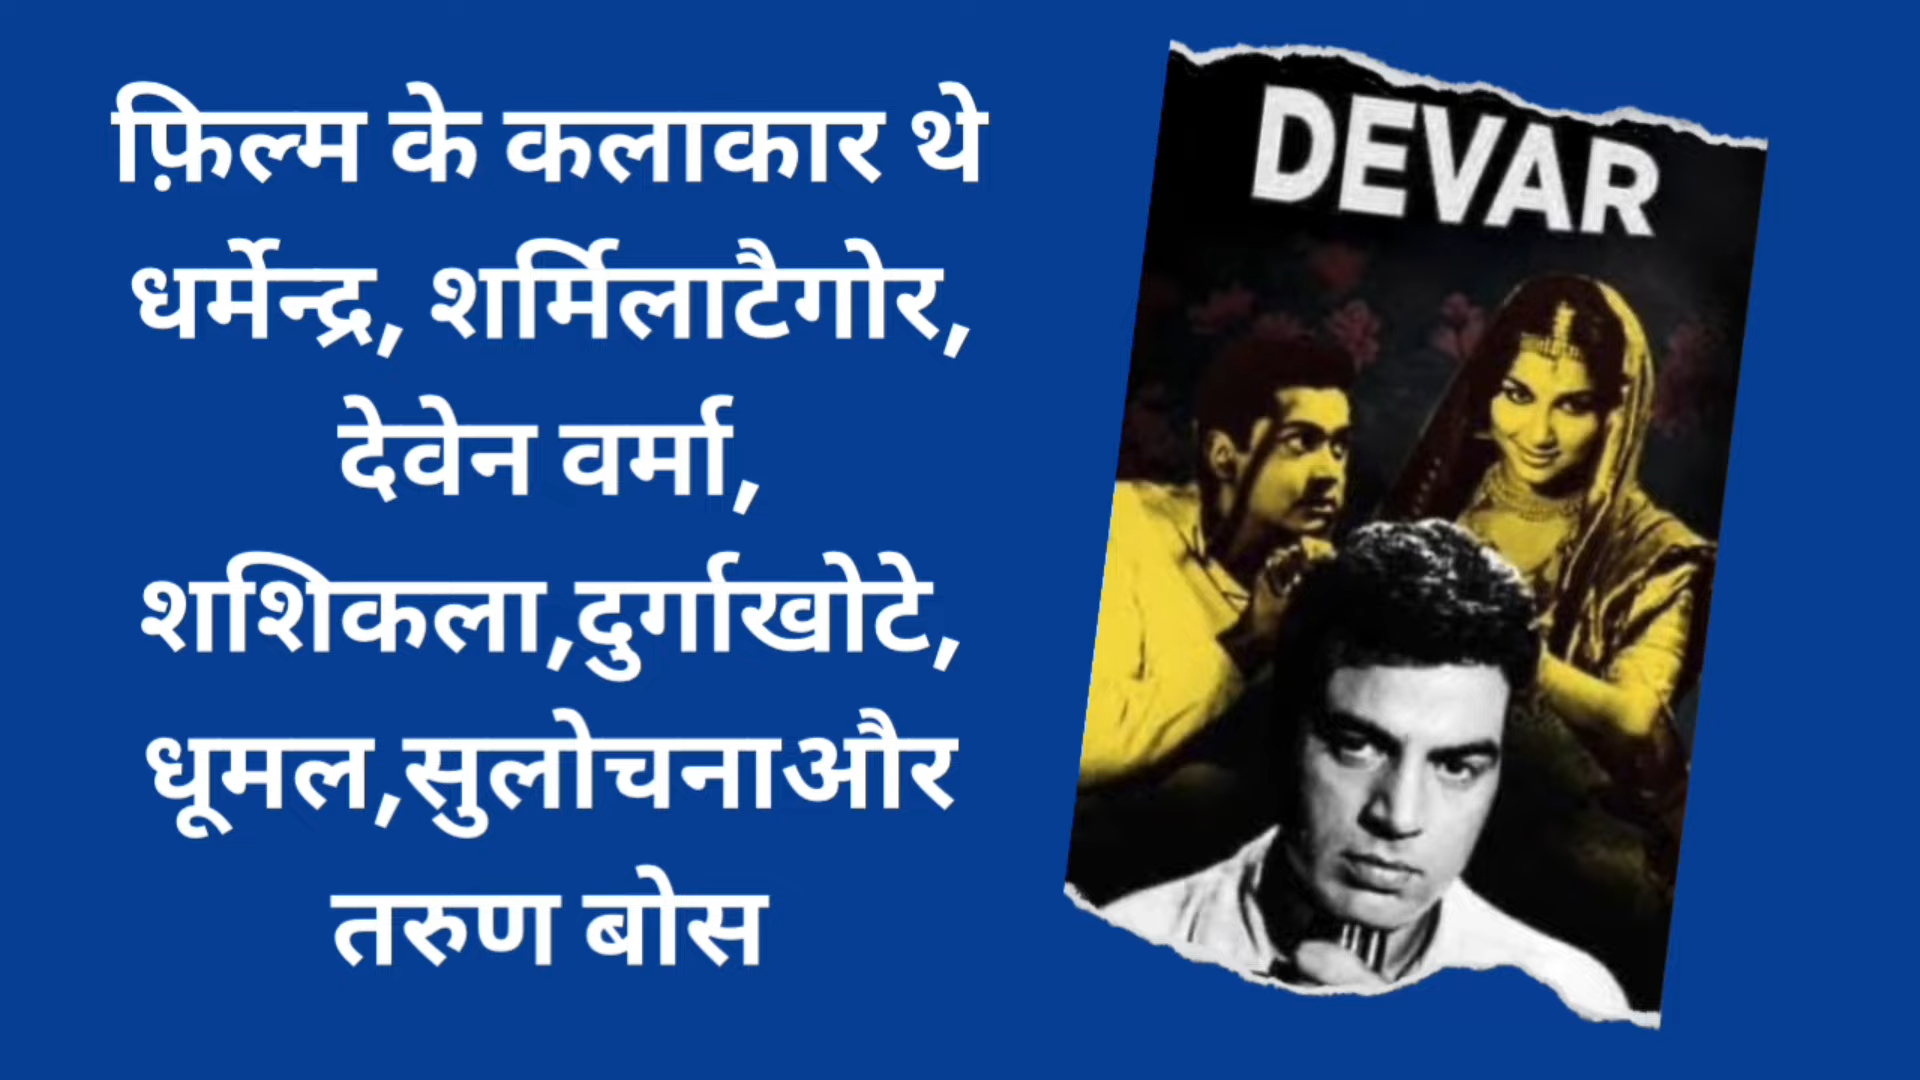 फ़िल्म के कलाकार थे
धर्मेन्द्र, शर्मिलाटैगोर,
देवेन वर्मा,
शशिकला,दुर्गाखोटे,
धूमल,सुलोचनाऔर
तरुण बोस
DEVAR